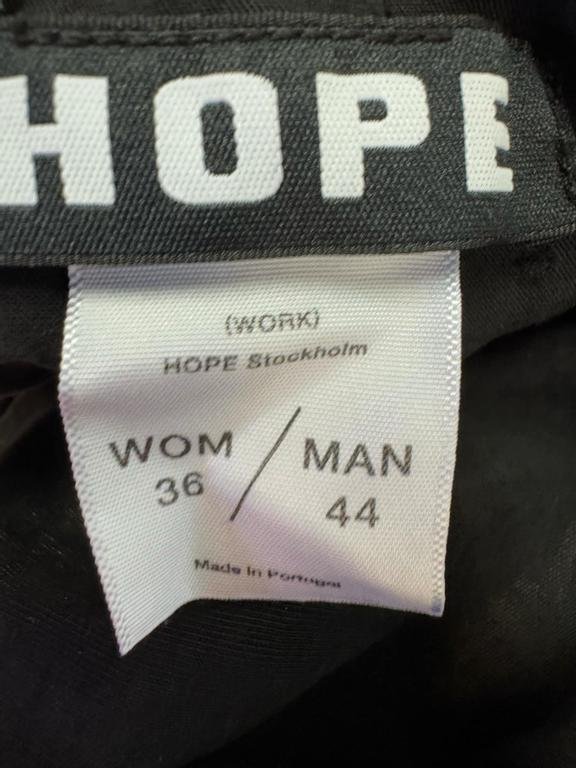 HOPE
(WORK)
HOPE Stockholm
WOM / MAN
36 44
Made in Portugal